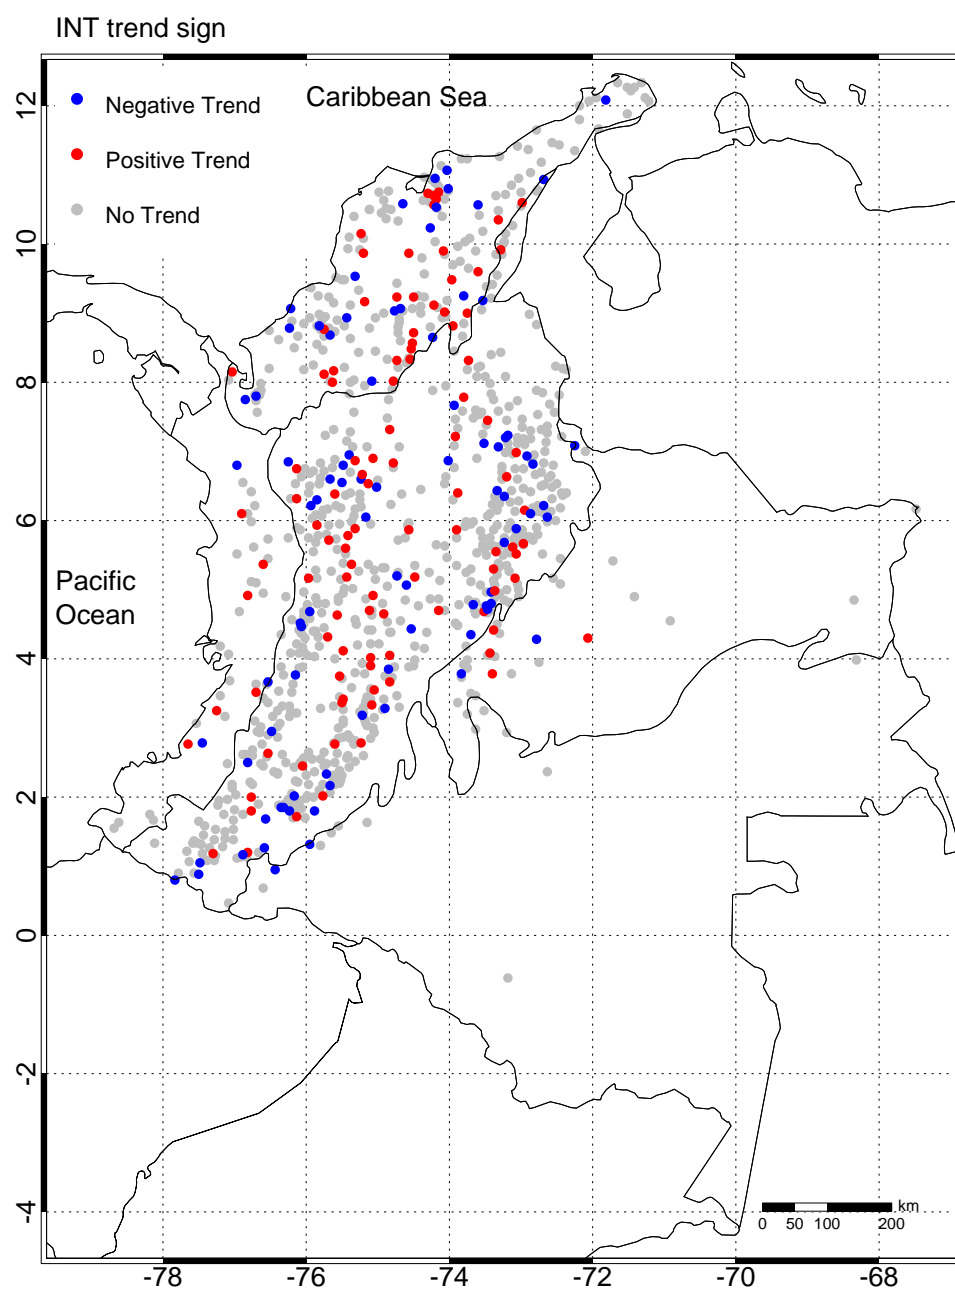 INT trend sign
Caribbean Sea
Negative Trend
Positive Trend
No Trend
Pacific
Ocean
12
10
8
6
4
2
0
-2
-4
km
0 50 100 200
-78 -76 -74 -72 -70 -68